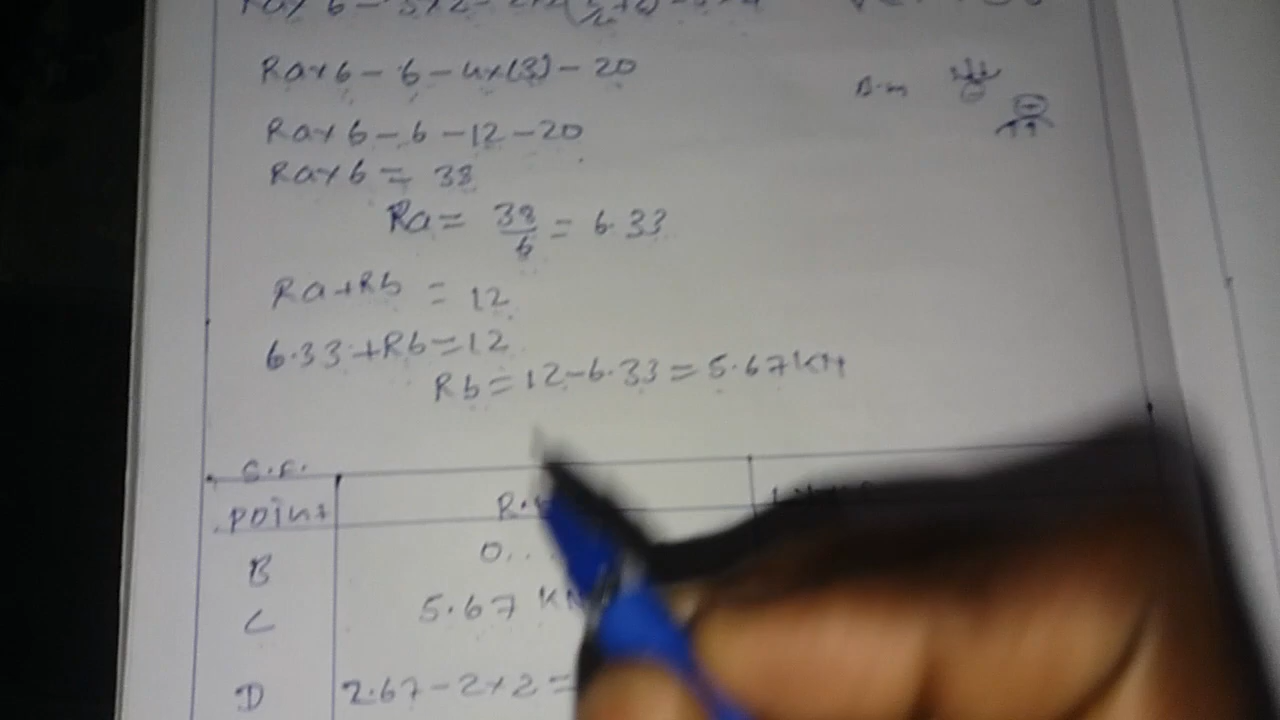 Ra×6-6-4×(3)-20
B.m
Ra×6-6-12-20
Ra×6=38
Ra=38/6=6.33
Ra+Rb=12
6.33+Rb=12
Rb=12-6.33=5.67KN
S.F.
point
B 0..
C 5.67
D 2.67-2×2=